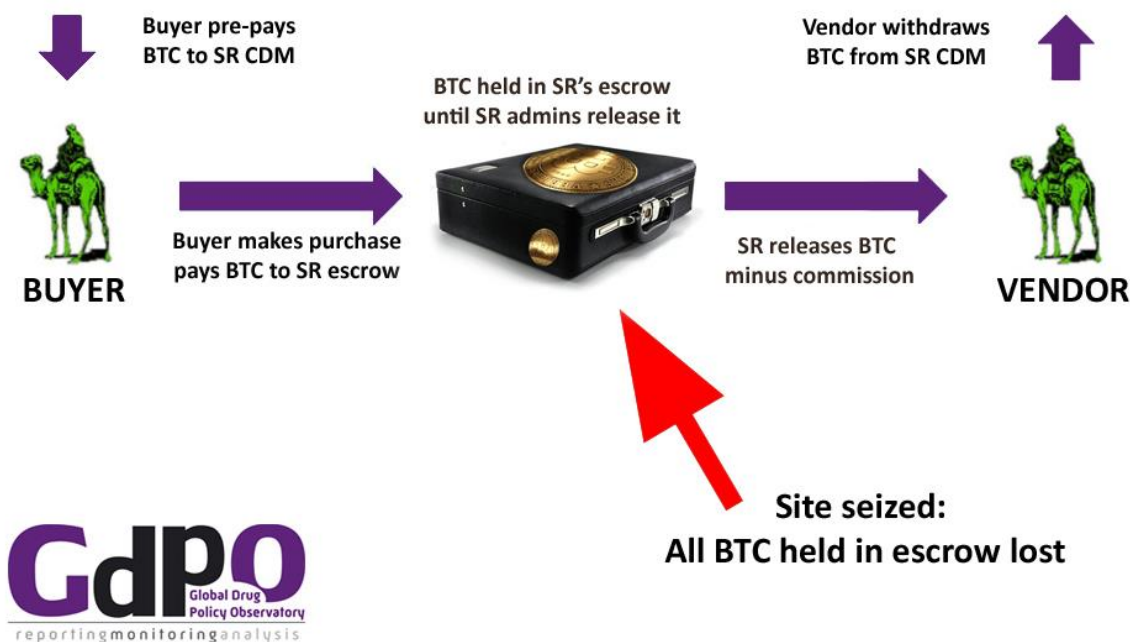 Buyer pre-pays
BTC to SR CDM
Vendor withdraws
BTC from SR CDM
BTC held in SR’s escrow
until SR admins release it
Buyer makes purchase
pays BTC to SR escrow
SR releases BTC
minus commission
BUYER
VENDOR
Site seized:
All BTC held in escrow lost
GdPO
Global Drug
Policy Observatory
reportingmonitoringanalysis